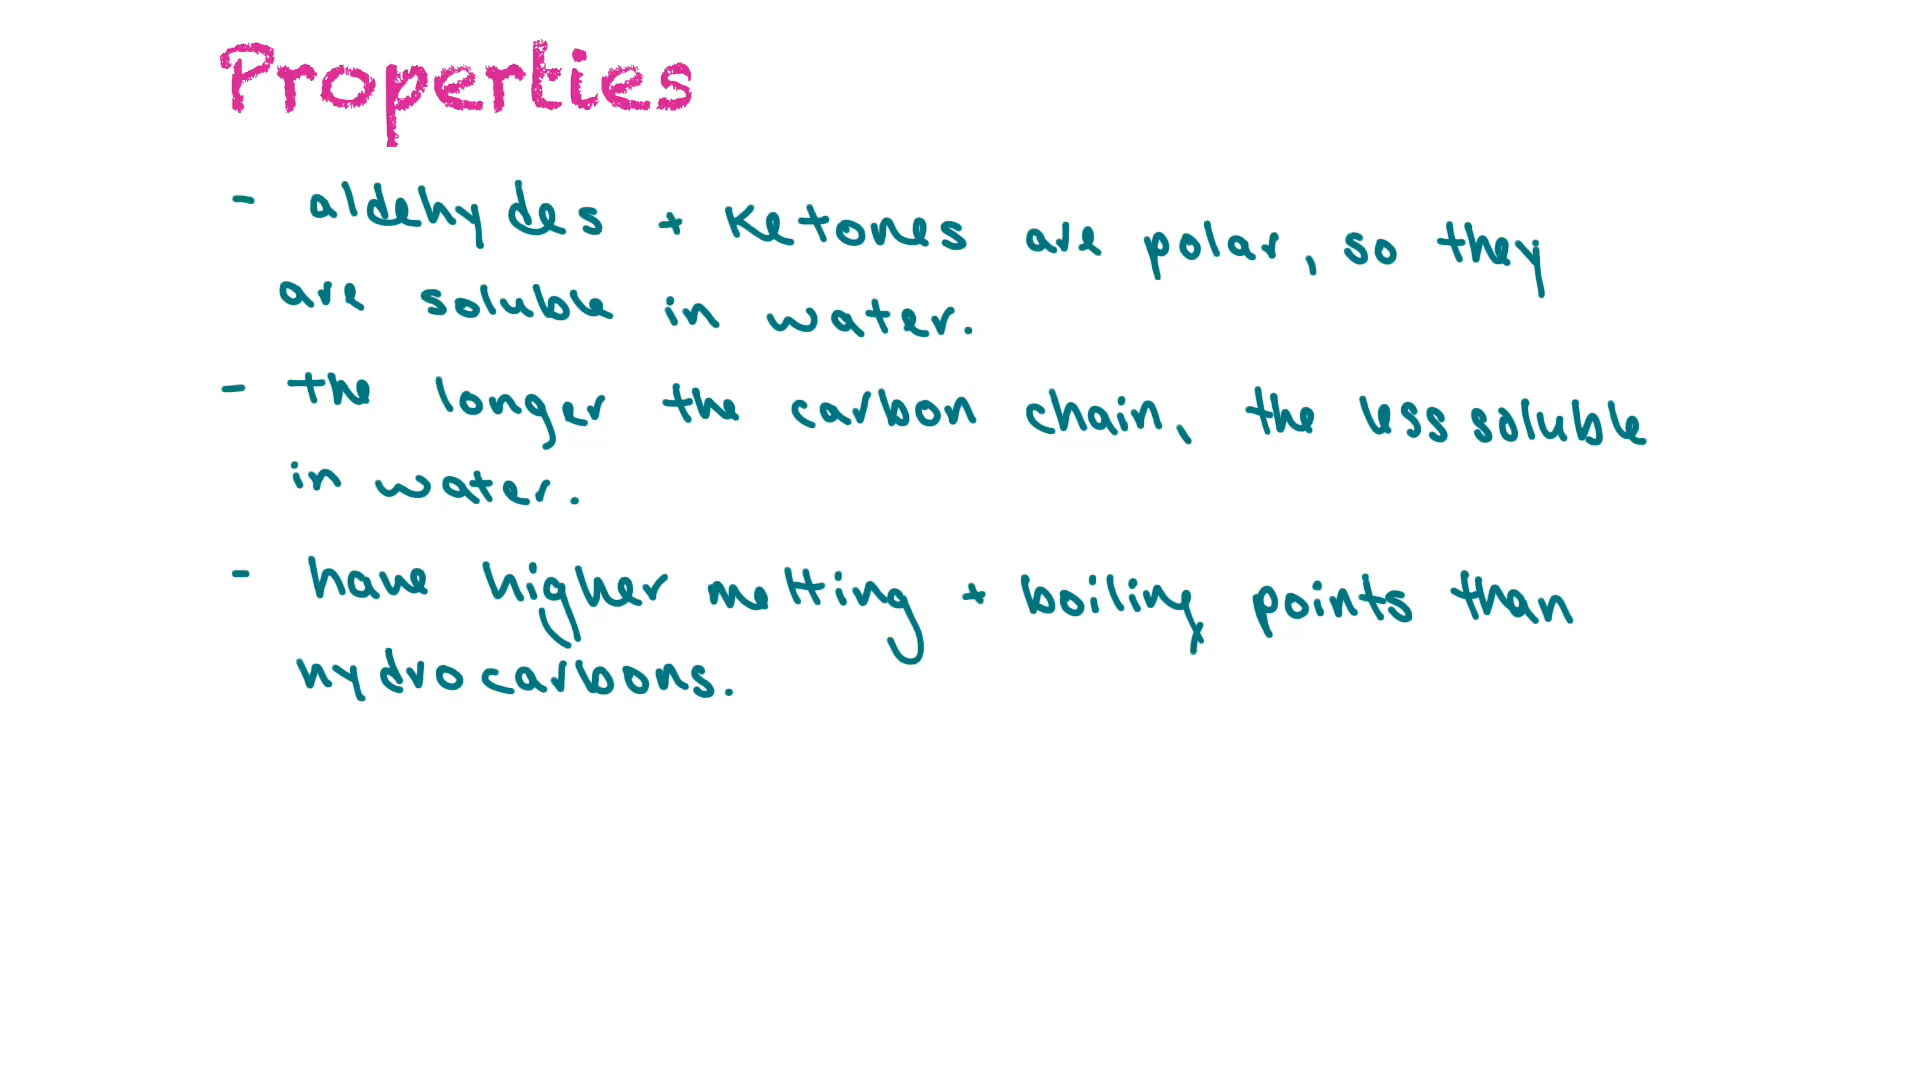 Properties
- aldehydes + Ketones are polar, so they
are soluble in water.
- the longer the carbon chain, the less soluble
in water.
- have higher melting + boiling points than
hydrocarbons.